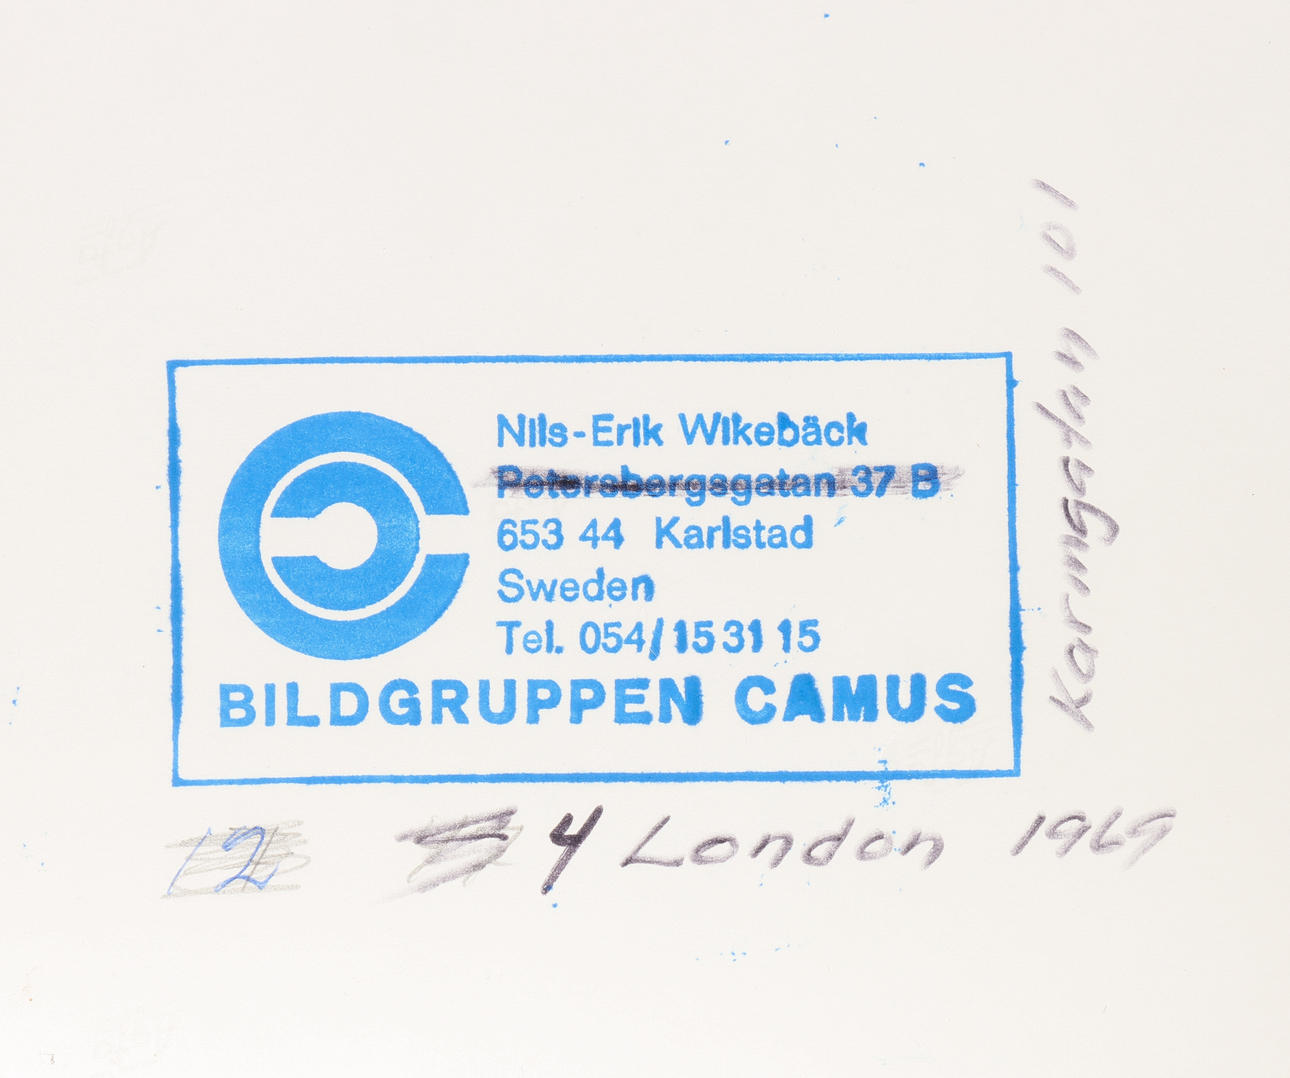 Nils-Erik Wikebäck
Petersbergsgatan 37 B
653 44 Karlstad
Sweden
Tel. 054/15 31 15
BILDGRUPPEN CAMUS
12
4 London 1969
Karingatan 101